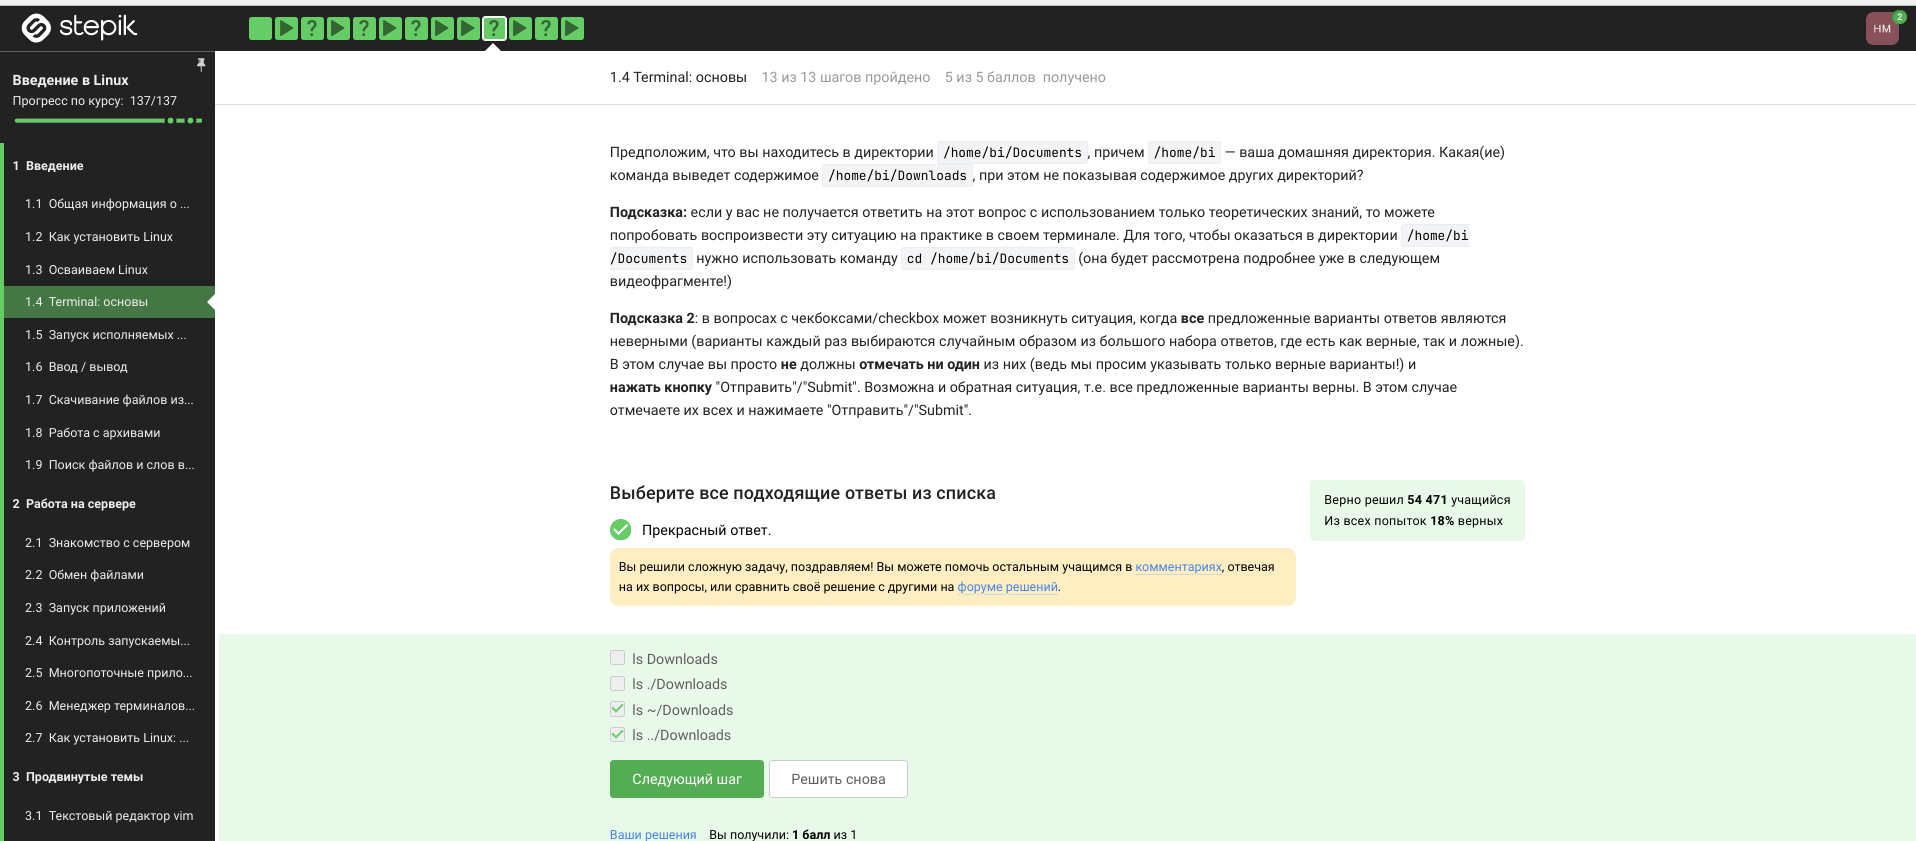 stepik
НМ
2
Введение в Linux
Прогресс по курсу: 137/137
1 Введение
1.1 Общая информация о ...
1.2 Как установить Linux
1.3 Осваиваем Linux
1.4 Terminal: основы
1.5 Запуск исполняемых ...
1.6 Ввод / вывод
1.7 Скачивание файлов из...
1.8 Работа с архивами
1.9 Поиск файлов и слов в...
2 Работа на сервере
2.1 Знакомство с сервером
2.2 Обмен файлами
2.3 Запуск приложений
2.4 Контроль запускаемы...
2.5 Многопоточные прило...
2.6 Менеджер терминалов...
2.7 Как установить Linux: ...
3 Продвинутые темы
3.1 Текстовый редактор vim
1.4 Terminal: основы 13 из 13 шагов пройдено 5 из 5 баллов получено
Предположим, что вы находитесь в директории /home/bi/Documents, причем /home/bi — ваша домашняя директория. Какая(ие)
команда выведет содержимое /home/bi/Downloads, при этом не показывая содержимое других директорий?
Подсказка: если у вас не получается ответить на этот вопрос с использованием только теоретических знаний, то можете
попробовать воспроизвести эту ситуацию на практике в своем терминале. Для того, чтобы оказаться в директории /home/bi
/Documents нужно использовать команду cd /home/bi/Documents (она будет рассмотрена подробнее уже в следующем
видеофрагменте!)
Подсказка 2: в вопросах с чекбоксами/checkbox может возникнуть ситуация, когда все предложенные варианты ответов являются
неверными (варианты каждый раз выбираются случайным образом из большого набора ответов, где есть как верные, так и ложные).
В этом случае вы просто не должны отмечать ни один из них (ведь мы просим указывать только верные варианты!) и
нажать кнопку "Отправить"/"Submit". Возможна и обратная ситуация, т.е. все предложенные варианты верны. В этом случае
отмечаете их всех и нажимаете "Отправить"/"Submit".
Выберите все подходящие ответы из списка
Прекрасный ответ.
Вы решили сложную задачу, поздравляем! Вы можете помочь остальным учащимся в комментариях, отвечая
на их вопросы, или сравнить своё решение с другими на форуме решений.
Верно решил 54 471 учащийся
Из всех попыток 18% верных
ls Downloads
ls ./Downloads
ls ~/Downloads
ls ../Downloads
Следующий шаг Решить снова
Ваши решения Вы получили: 1 балл из 1